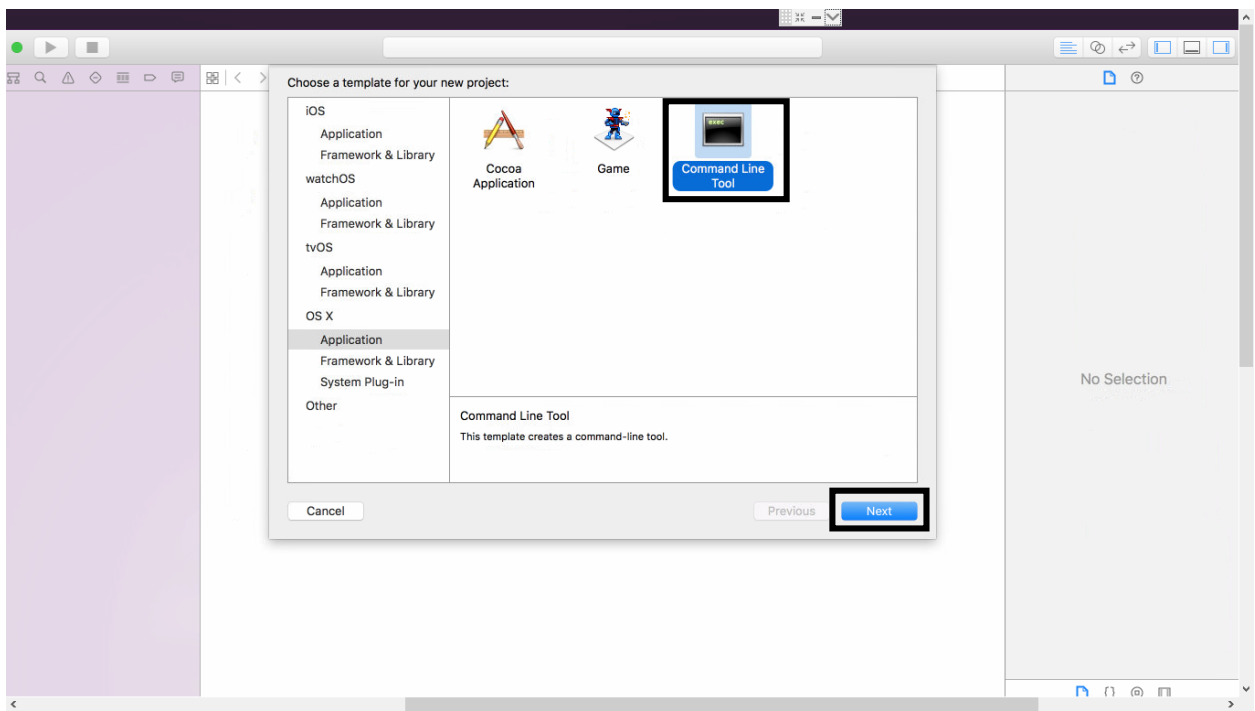 Choose a template for your new project:
iOS
Application
Framework & Library
watchOS
Application
Framework & Library
tvOS
Application
Framework & Library
OS X
Application
Framework & Library
System Plug-in
Other
Cocoa
Application
Game
exec
Command Line
Tool
Command Line Tool
This template creates a command-line tool.
Cancel
Previous
Next
No Selection